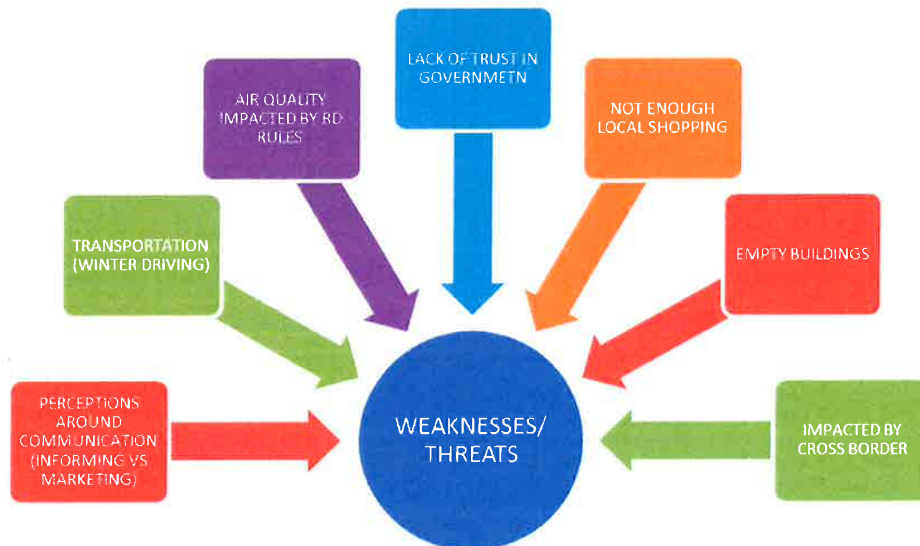 LACK OF TRUST IN
GOVERNMETN
AIR QUALITY
IMPACTED BY RD
RULES
NOT ENOUGH
LOCAL SHOPPING
TRANSPORTATION
(WINTER DRIVING)
EMPTY BUILDINGS
PERCEPTIONS
AROUND
COMMUNICATION
(INFORMING VS
MARKETING)
WEAKNESSES/
THREATS
IMPACTED BY
CROSS BORDER